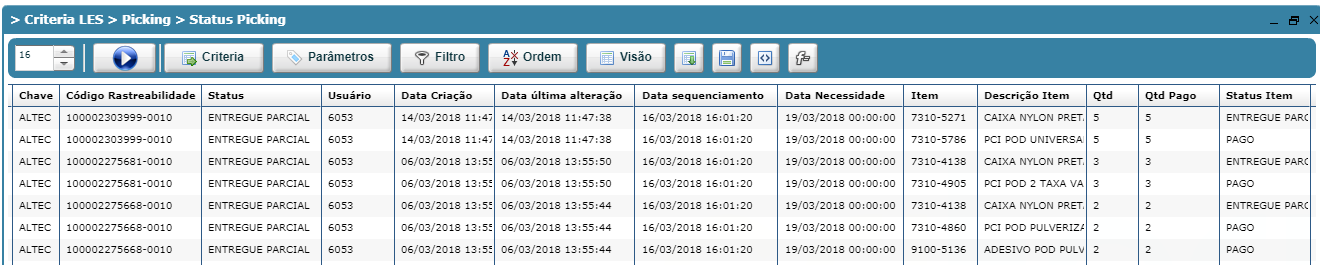 > Criteria LES > Picking > Status Picking
16 Criteria Parâmetros Filtro Ordem Visão
Chave Código Rastreabilidade Status Usuário Data Criação Data última alteração Data sequenciamento Data Necessidade Item Descrição Item Qtd Qtd Pago Status Item
ALTEC 100002303999-0010 ENTREGUE PARCIAL 6053 14/03/2018 11:47 14/03/2018 11:47:38 16/03/2018 16:01:20 19/03/2018 00:00:00 7310-5271 CAIXA NYLON PRET. 5 5 ENTREGUE PARC
ALTEC 100002303999-0010 ENTREGUE PARCIAL 6053 14/03/2018 11:47 14/03/2018 11:47:38 16/03/2018 16:01:20 19/03/2018 00:00:00 7310-5786 PCI POD UNIVERSA 5 5 PAGO
ALTEC 100002275681-0010 ENTREGUE PARCIAL 6053 06/03/2018 13:55 06/03/2018 13:55:50 16/03/2018 16:01:20 19/03/2018 00:00:00 7310-4138 CAIXA NYLON PRET. 3 3 ENTREGUE PARC
ALTEC 100002275681-0010 ENTREGUE PARCIAL 6053 06/03/2018 13:55 06/03/2018 13:55:50 16/03/2018 16:01:20 19/03/2018 00:00:00 7310-4905 PCI POD 2 TAXA VA 3 3 PAGO
ALTEC 100002275668-0010 ENTREGUE PARCIAL 6053 06/03/2018 13:55 06/03/2018 13:55:44 16/03/2018 16:01:20 19/03/2018 00:00:00 7310-4138 CAIXA NYLON PRET. 2 2 ENTREGUE PARC
ALTEC 100002275668-0010 ENTREGUE PARCIAL 6053 06/03/2018 13:55 06/03/2018 13:55:44 16/03/2018 16:01:20 19/03/2018 00:00:00 7310-4860 PCI POD PULVERIZA 2 2 PAGO
ALTEC 100002275668-0010 ENTREGUE PARCIAL 6053 06/03/2018 13:55 06/03/2018 13:55:44 16/03/2018 16:01:20 19/03/2018 00:00:00 9100-5136 ADESIVO POD PULV 2 2 PAGO